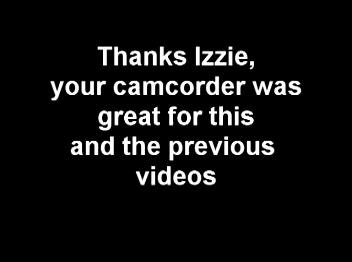 Thanks Izzie,
your camcorder was
great for this
and the previous
videos